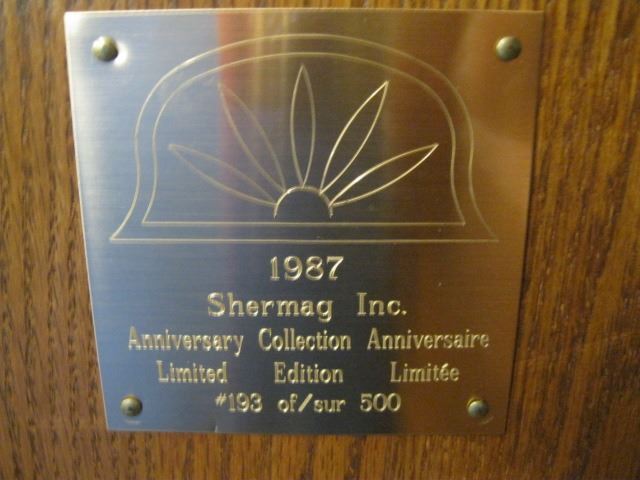 1987
Shermag Inc.
Anniversary Collection Anniversaire
Limited Edition Limitée
#193 of/sur 500